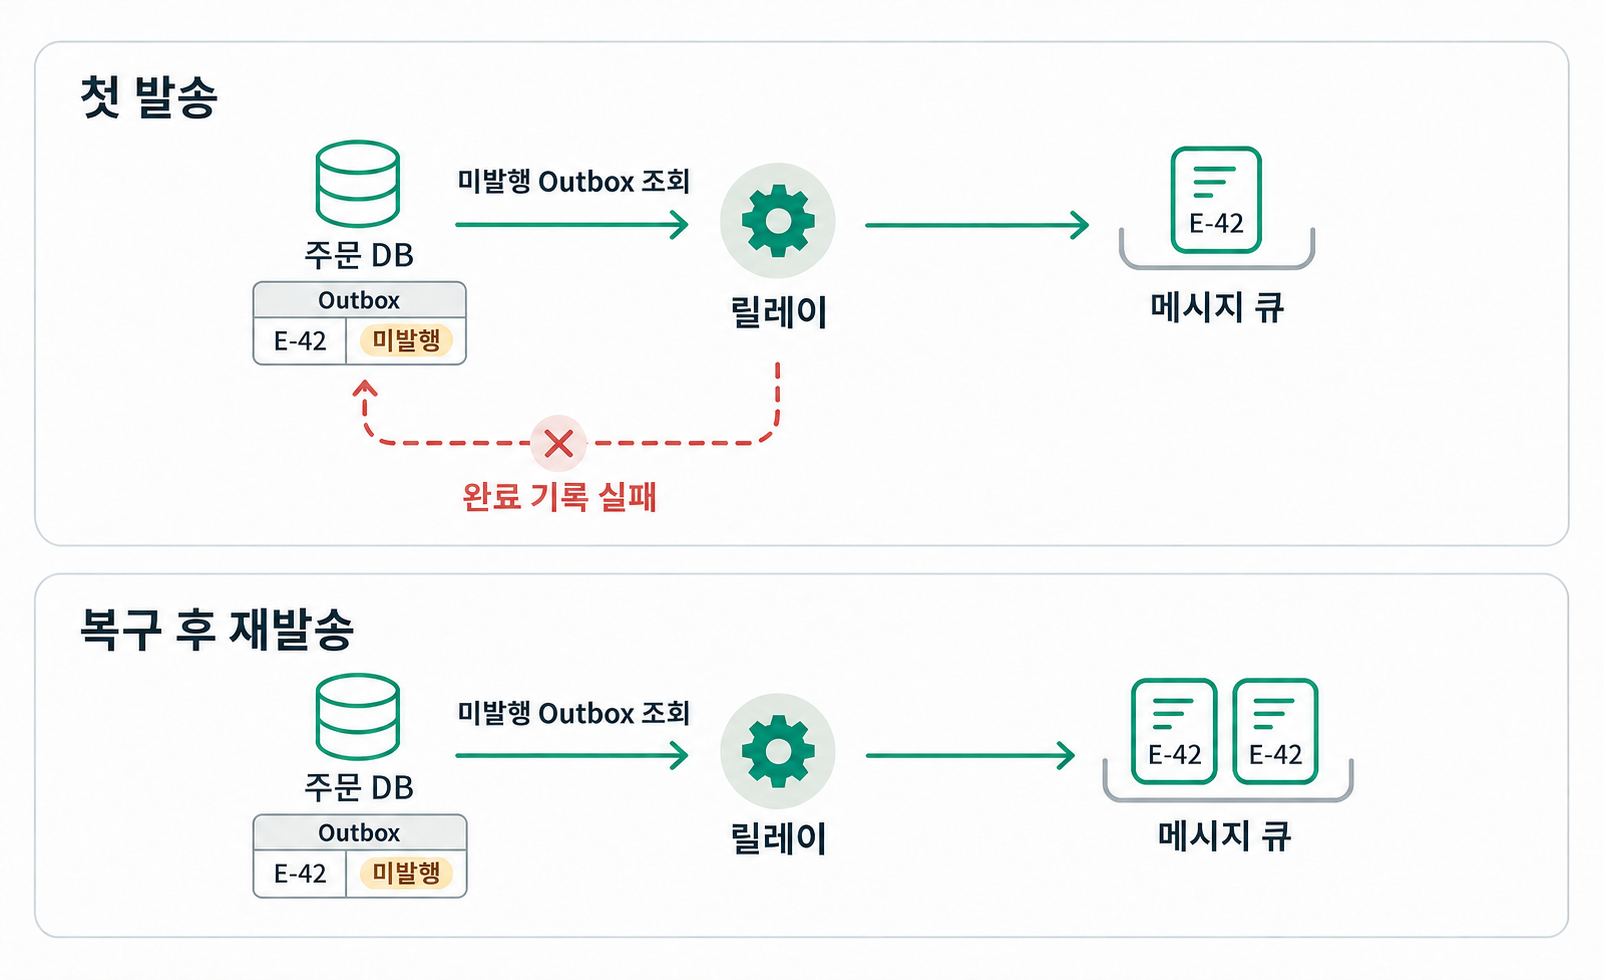 첫 발송
미발행 Outbox 조회
E-42
주문 DB
Outbox
E-42 미발행
릴레이
메시지 큐
완료 기록 실패
복구 후 재발송
미발행 Outbox 조회
E-42 E-42
주문 DB
Outbox
E-42 미발행
릴레이
메시지 큐